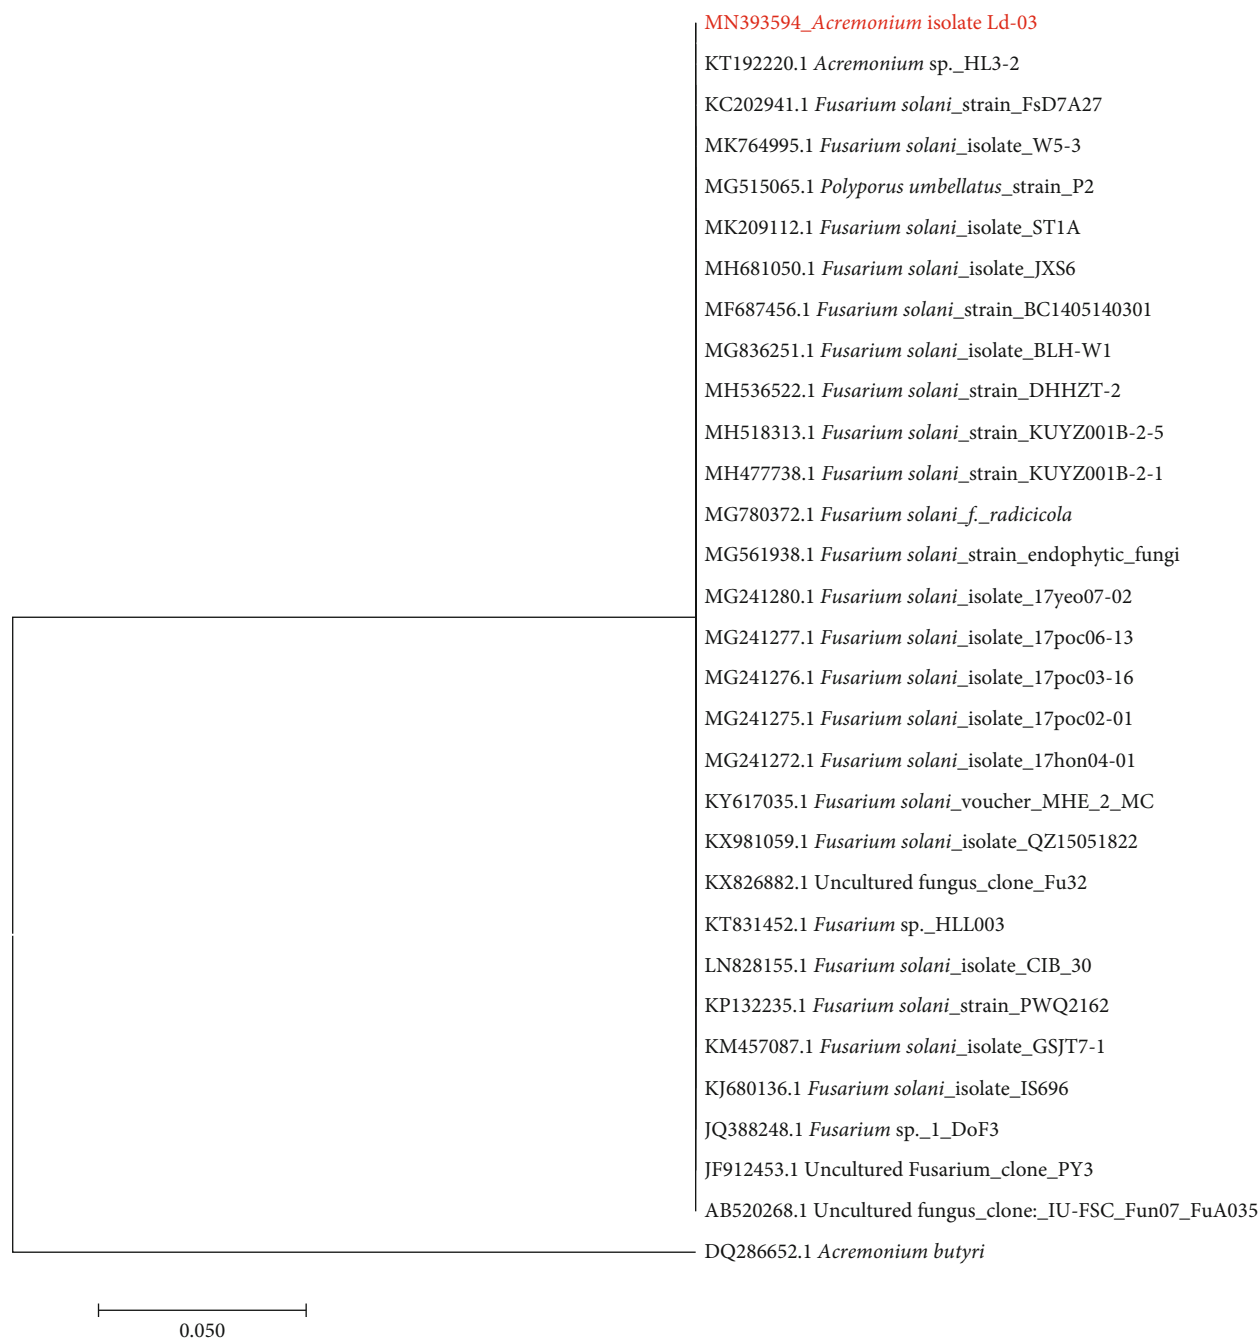 MN393594_Acremonium isolate Ld-03
KT192220.1 Acremonium sp._HL3-2
KC202941.1 Fusarium solani_strain_FsD7A27
MK764995.1 Fusarium solani_isolate_W5-3
MG515065.1 Polyporus umbellatus_strain_P2
MK209112.1 Fusarium solani_isolate_ST1A
MH681050.1 Fusarium solani_isolate_JXS6
MF687456.1 Fusarium solani_strain_BC1405140301
MG836251.1 Fusarium solani_isolate_BLH-W1
MH536522.1 Fusarium solani_strain_DHHZT-2
MH518313.1 Fusarium solani_strain_KUYZ001B-2-5
MH477738.1 Fusarium solani_strain_KUYZ001B-2-1
MG780372.1 Fusarium solani_f._radicicola
MG561938.1 Fusarium solani_strain_endophytic_fungi
MG241280.1 Fusarium solani_isolate_17yeo07-02
MG241277.1 Fusarium solani_isolate_17poc06-13
MG241276.1 Fusarium solani_isolate_17poc03-16
MG241275.1 Fusarium solani_isolate_17poc02-01
MG241272.1 Fusarium solani_isolate_17hon04-01
KY617035.1 Fusarium solani_voucher_MHE_2_MC
KX981059.1 Fusarium solani_isolate_QZ15051822
KX826882.1 Uncultured fungus_clone_Fu32
KT831452.1 Fusarium sp._HLL003
LN828155.1 Fusarium solani_isolate_CIB_30
KP132235.1 Fusarium solani_strain_PWQ2162
KM457087.1 Fusarium solani_isolate_GSJT7-1
KJ680136.1 Fusarium solani_isolate_IS696
JQ388248.1 Fusarium sp._1_DoF3
JF912453.1 Uncultured Fusarium_clone_PY3
AB520268.1 Uncultured fungus_clone:_IU-FSC_Fun07_FuA035
DQ286652.1 Acremonium butyri
0.050